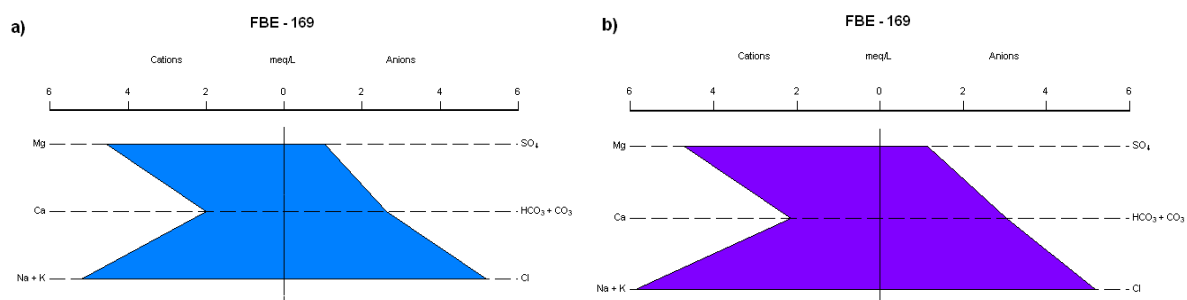 a)
FBE - 169
Cations meq/L Anions
6 4 2 0 2 4 6
Mg SO₄
Ca HCO₃ + CO₃
Na + K Cl
b)
FBE - 169
Cations meq/L Anions
6 4 2 0 2 4 6
Mg SO₄
Ca HCO₃ + CO₃
Na + K Cl